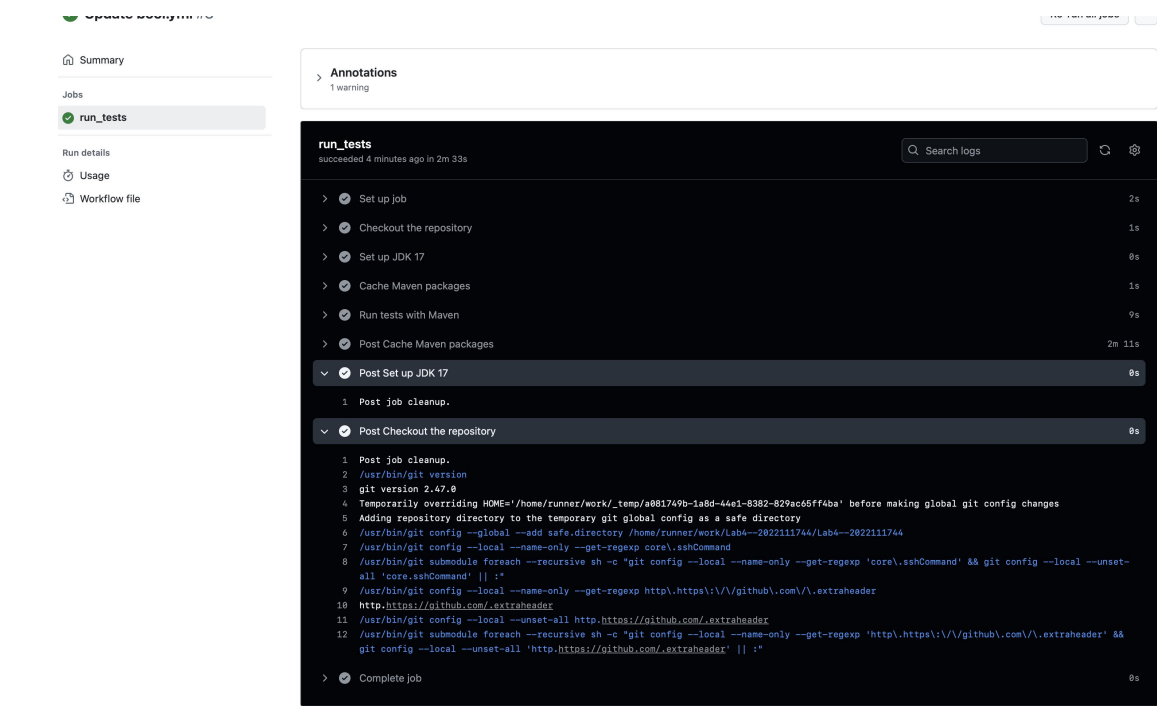 Summary
Jobs
run_tests
Run details
Usage
Workflow file
Annotations
1 warning
run_tests
succeeded 4 minutes ago in 2m 33s
Search logs
Set up job 2s
Checkout the repository 1s
Set up JDK 17 0s
Cache Maven packages 1s
Run tests with Maven 9s
Post Cache Maven packages 2m 11s
Post Set up JDK 17 0s
1 Post job cleanup.
Post Checkout the repository 0s
1 Post job cleanup.
2 /usr/bin/git version
3 git version 2.47.0
4 Temporarily overriding HOME='/home/runner/work/_temp/a081749b-1a8d-44e1-8382-829ac65ff4ba' before making global git config changes
5 Adding repository directory to the temporary git global config as a safe directory
6 /usr/bin/git config --global --add safe.directory /home/runner/work/Lab4--2022111744/Lab4--2022111744
7 /usr/bin/git config --local --name-only --get-regexp core\.sshCommand
8 /usr/bin/git submodule foreach --recursive sh -c "git config --local --name-only --get-regexp 'core\.sshCommand' && git config --local --unset-
all 'core.sshCommand' || :"
9 /usr/bin/git config --local --name-only --get-regexp http\.https\:\/\/github\.com\/\.extraheader
10 http.https://github.com/.extraheader
11 /usr/bin/git config --local --unset-all http.https://github.com/.extraheader
12 /usr/bin/git submodule foreach --recursive sh -c "git config --local --name-only --get-regexp 'http\.https\:\/\/github\.com\/\.extraheader' &&
git config --local --unset-all 'http.https://github.com/.extraheader' || :"
Complete job 0s